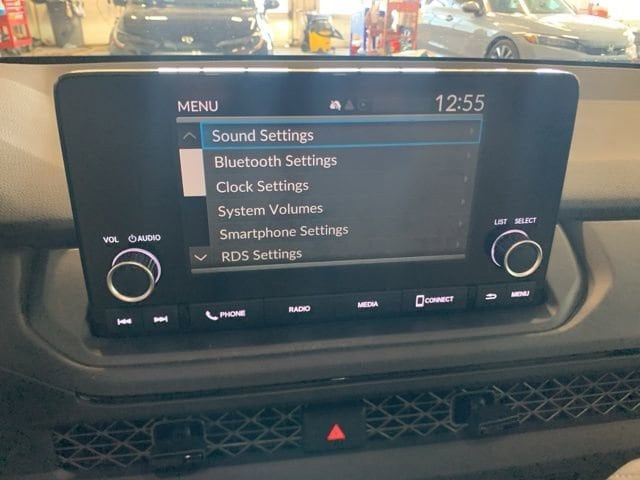 MENU 12:55
Sound Settings
Bluetooth Settings
Clock Settings
System Volumes
Smartphone Settings
RDS Settings
VOL AUDIO
LIST SELECT
PHONE RADIO MEDIA CONNECT MENU